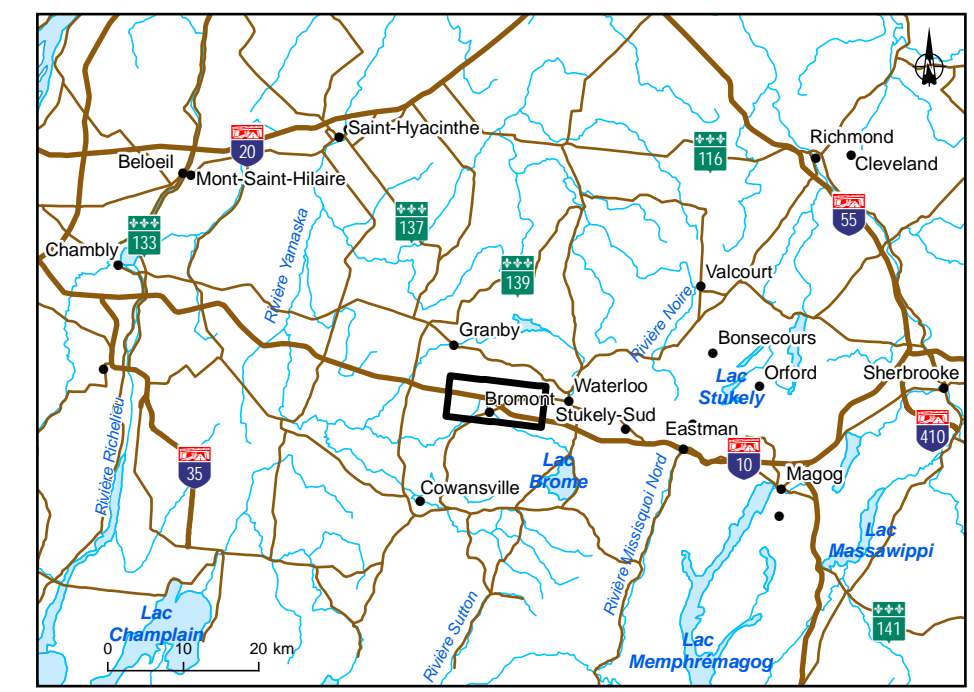 Saint-Hyacinthe
20
Beloeil
Mont-Saint-Hilaire
116
Richmond
Cleveland
55
133
137
Chambly
Rivière Yamaska
139
Valcourt
Rivière Noire
Granby
Bonsecours
Lac
Stukely
Orford
Sherbrooke
Waterloo
Bromont
Stukely-Sud
Eastman
410
10
Rivière Richelieu
35
Lac
Brome
Magog
Cowansville
Rivière Missisquoi Nord
Lac
Massawippi
Lac
Champlain
Rivière Sutton
Lac
Memphrémagog
141
0 10 20 km